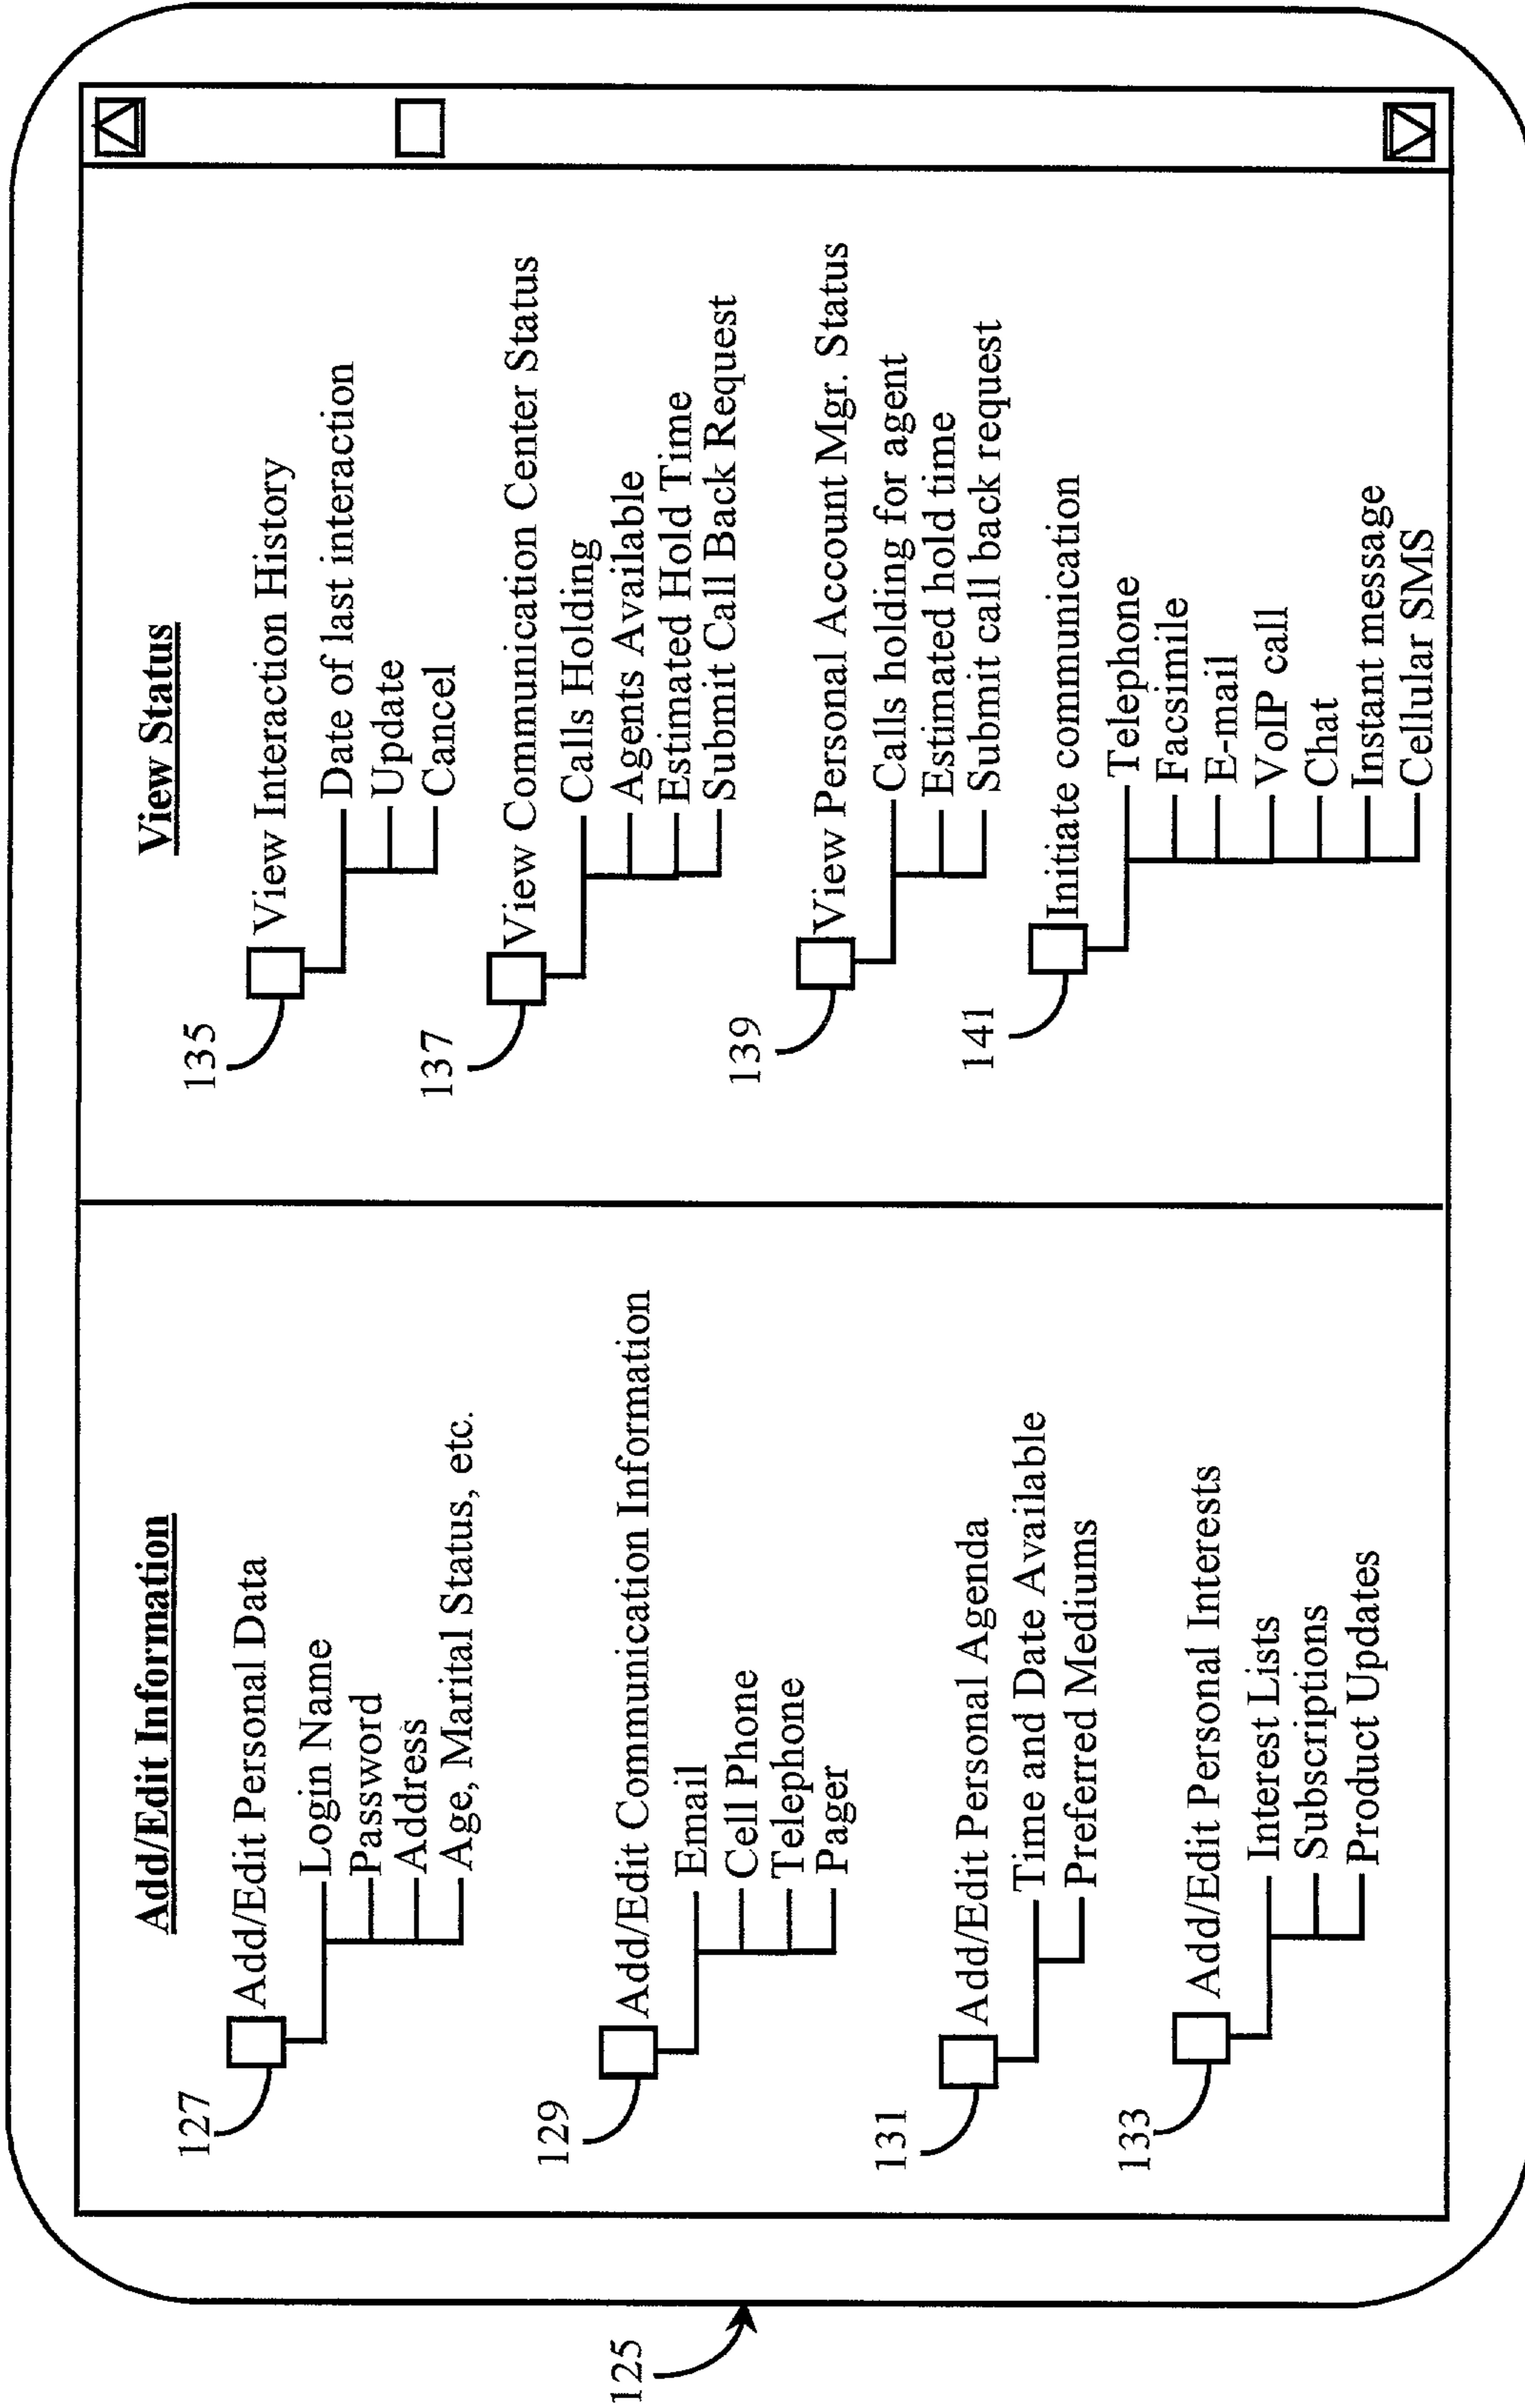 Add/Edit Information
127
Add/Edit Personal Data
Login Name
Password
Address
Age, Marital Status, etc.
129
Add/Edit Communication Information
Email
Cell Phone
Telephone
Pager
131
Add/Edit Personal Agenda
Time and Date Available
Preferred Mediums
133
Add/Edit Personal Interests
Interest Lists
Subscriptions
Product Updates
View Status
135
View Interaction History
Date of last interaction
Update
Cancel
137
View Communication Center Status
Calls Holding
Agents Available
Estimated Hold Time
Submit Call Back Request
139
View Personal Account Mgr. Status
Calls holding for agent
Estimated hold time
Submit call back request
141
Initiate communication
Telephone
Facsimile
E-mail
VoIP call
Chat
Instant message
Cellular SMS
125